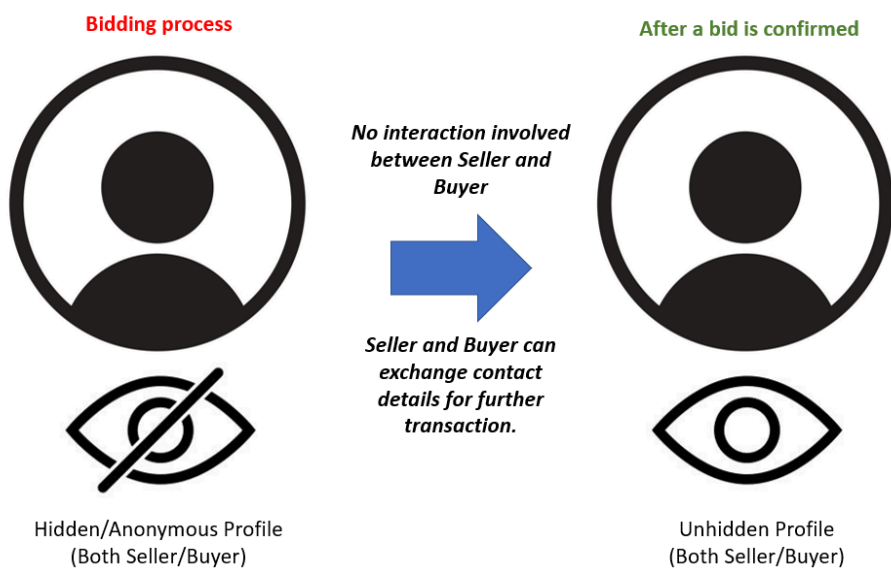 Bidding process
After a bid is confirmed
No interaction involved
between Seller and
Buyer
Seller and Buyer can
exchange contact
details for further
transaction.
Hidden/Anonymous Profile
(Both Seller/Buyer)
Unhidden Profile
(Both Seller/Buyer)